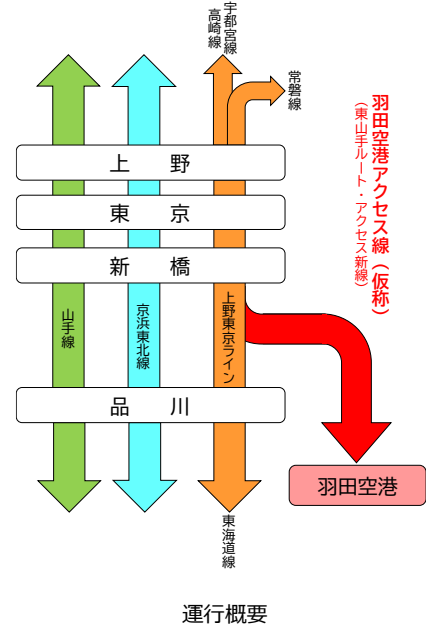 宇都宮線
高崎線
常磐線
羽田空港アクセス線（仮称）
（東山手ルート・アクセス新線）
上野
東京
新橋
山手線
京浜東北線
上野東京ライン
品川
羽田空港
東海道線
運行概要